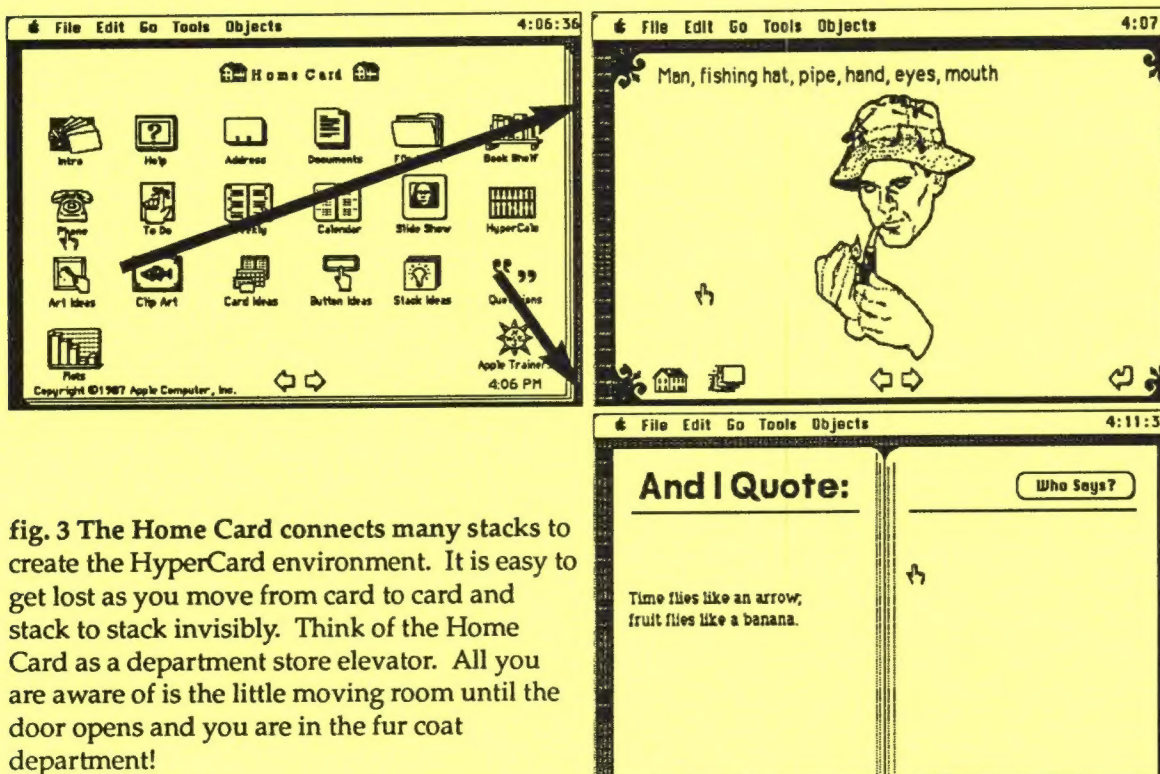 File Edit Go Tools Objects 4:06:36
Home Card
Intro Help Address Documents Book Shelf
Phone To Do Calendar Slide Show HyperCalc
Art Ideas Clip Art Card Ideas Button Ideas Stack Ideas
Plots Apple Trainers
Copyright ©1987 Apple Computer, Inc. 4:06 PM
File Edit Go Tools Objects 4:07
Man, fishing hat, pipe, hand, eyes, mouth
File Edit Go Tools Objects 4:11:3
And I Quote:
Who Says?
Time flies like an arrow;
fruit flies like a banana.
fig. 3 The Home Card connects many stacks to
create the HyperCard environment. It is easy to
get lost as you move from card to card and
stack to stack invisibly. Think of the Home
Card as a department store elevator. All you
are aware of is the little moving room until the
door opens and you are in the fur coat
department!